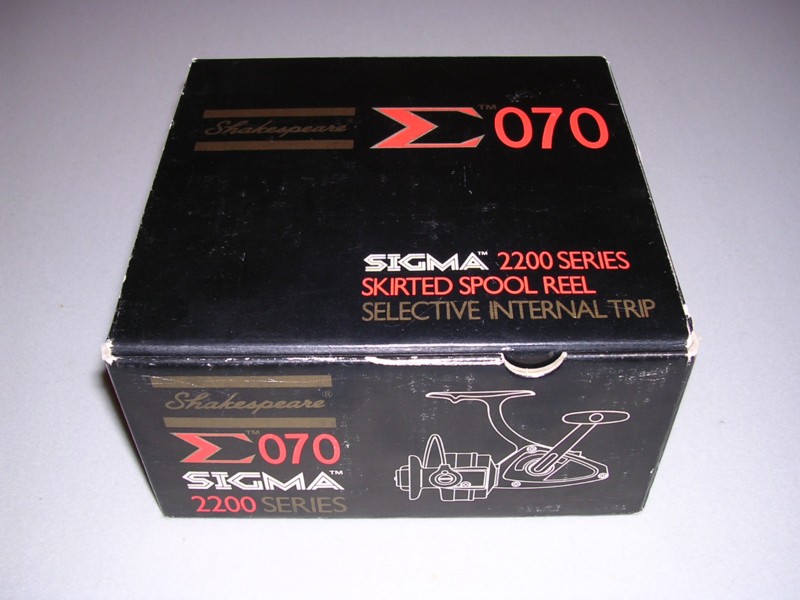 Shakespeare
Σ™070
SIGMA™ 2200 SERIES
SKIRTED SPOOL REEL
SELECTIVE INTERNAL TRIP
Shakespeare®
Σ™070
SIGMA™
2200 SERIES